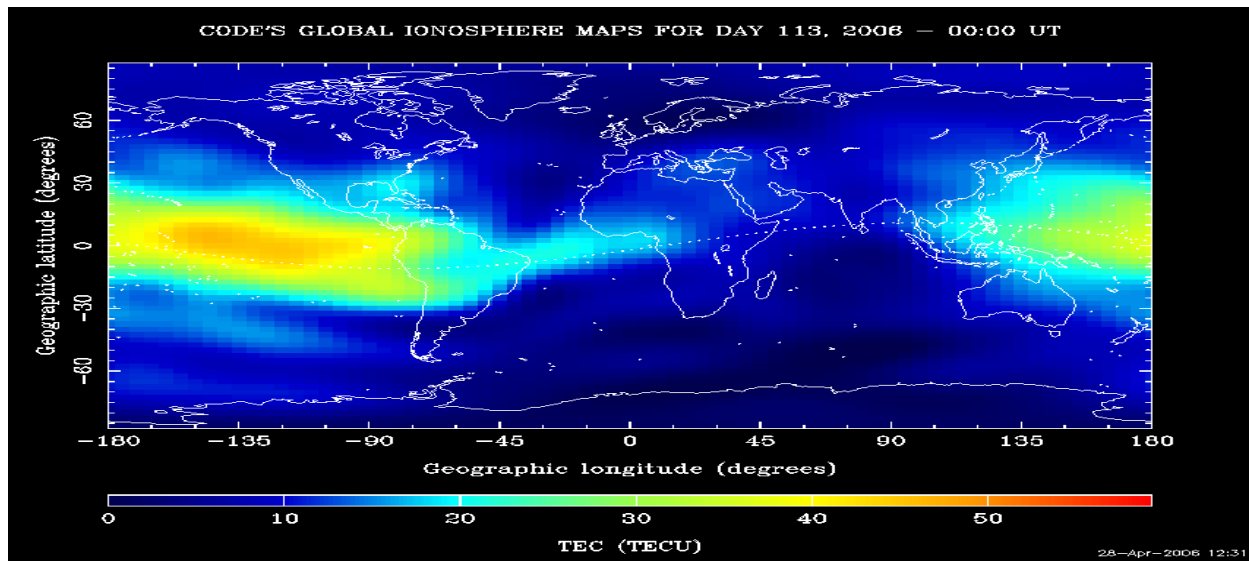 CODE'S GLOBAL IONOSPHERE MAPS FOR DAY 113, 2006 – 00:00 UT
Geographic latitude (degrees)
60
30
0
−30
−60
−180 −135 −90 −45 0 45 90 135 180
Geographic longitude (degrees)
0 10 20 30 40 50
TEC (TECU)
28-Apr-2006 12:31